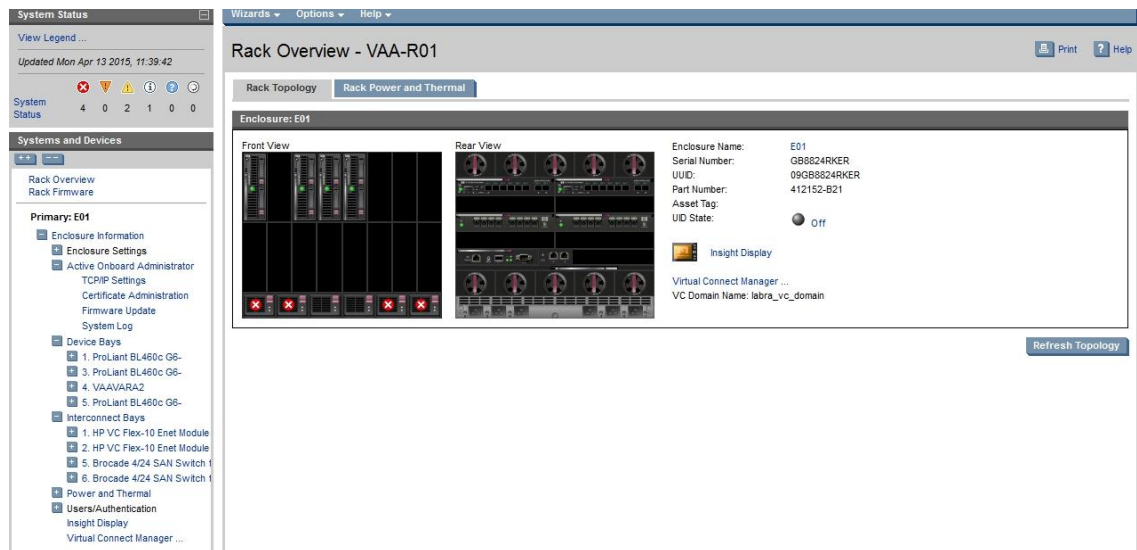 System Status
View Legend ...
Updated Mon Apr 13 2015, 11:39:42
System Status 4 0 2 1 0 0
Systems and Devices
Rack Overview
Rack Firmware
Primary: E01
Enclosure Information
Enclosure Settings
Active Onboard Administrator
TCP/IP Settings
Certificate Administration
Firmware Update
System Log
Device Bays
1. ProLiant BL460c G6-
3. ProLiant BL460c G6-
4. VAAVARA2
5. ProLiant BL460c G6-
Interconnect Bays
1. HP VC Flex-10 Enet Module
2. HP VC Flex-10 Enet Module
5. Brocade 4/24 SAN Switch f
6. Brocade 4/24 SAN Switch f
Power and Thermal
Users/Authentication
Insight Display
Virtual Connect Manager ...
Wizards Options Help
Rack Overview - VAA-R01
Print Help
Rack Topology Rack Power and Thermal
Enclosure: E01
Front View
Rear View
Enclosure Name: E01
Serial Number: GB8824RKER
UUID: 09GB8824RKER
Part Number: 412152-B21
Asset Tag:
UID State: Off
Insight Display
Virtual Connect Manager ...
VC Domain Name: labra_vc_domain
Refresh Topology